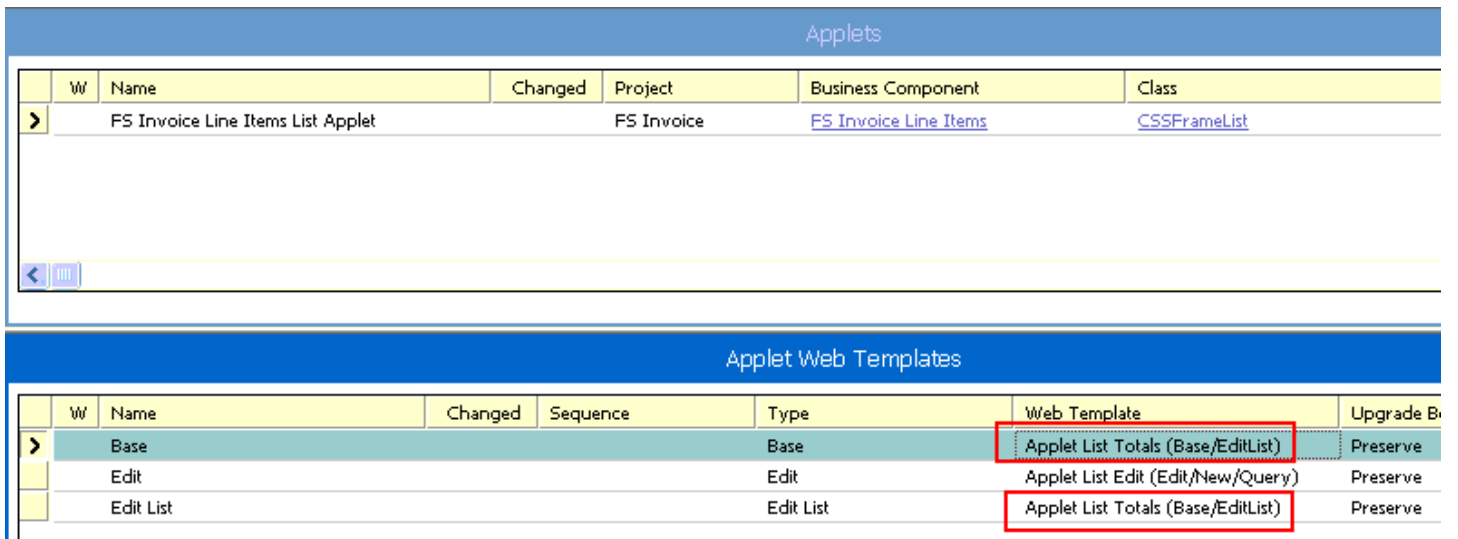 Applets
W Name Changed Project Business Component Class
FS Invoice Line Items List Applet FS Invoice FS Invoice Line Items CSSFrameList
Applet Web Templates
W Name Changed Sequence Type Web Template Upgrade Be
Base Base Applet List Totals (Base/EditList) Preserve
Edit Edit Applet List Edit (Edit/New/Query) Preserve
Edit List Edit List Applet List Totals (Base/EditList) Preserve